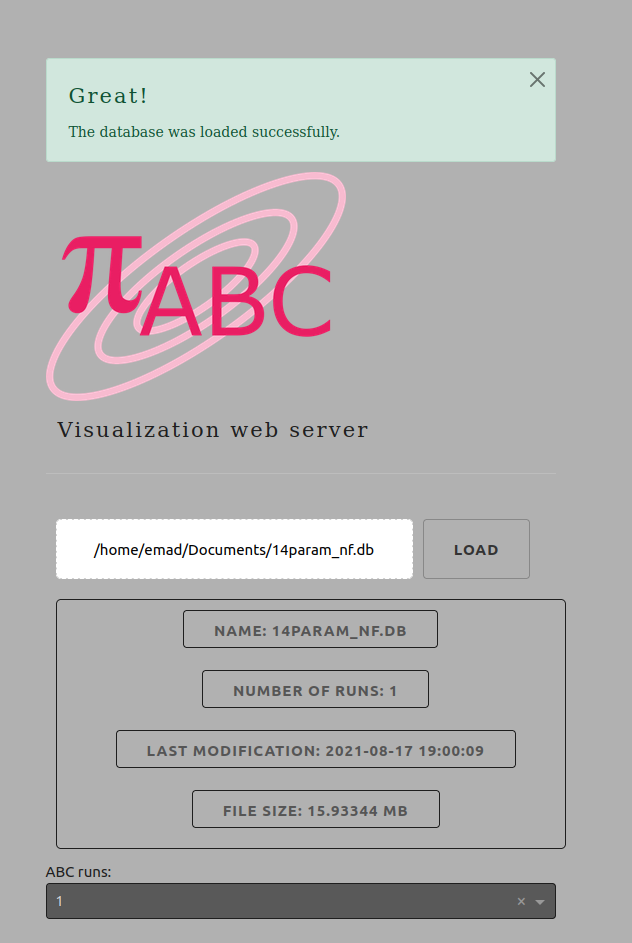 Great!
The database was loaded successfully.
πABC
Visualization web server
/home/emad/Documents/14param_nf.db
LOAD
NAME: 14PARAM_NF.DB
NUMBER OF RUNS: 1
LAST MODIFICATION: 2021-08-17 19:00:09
FILE SIZE: 15.93344 MB
ABC runs:
1